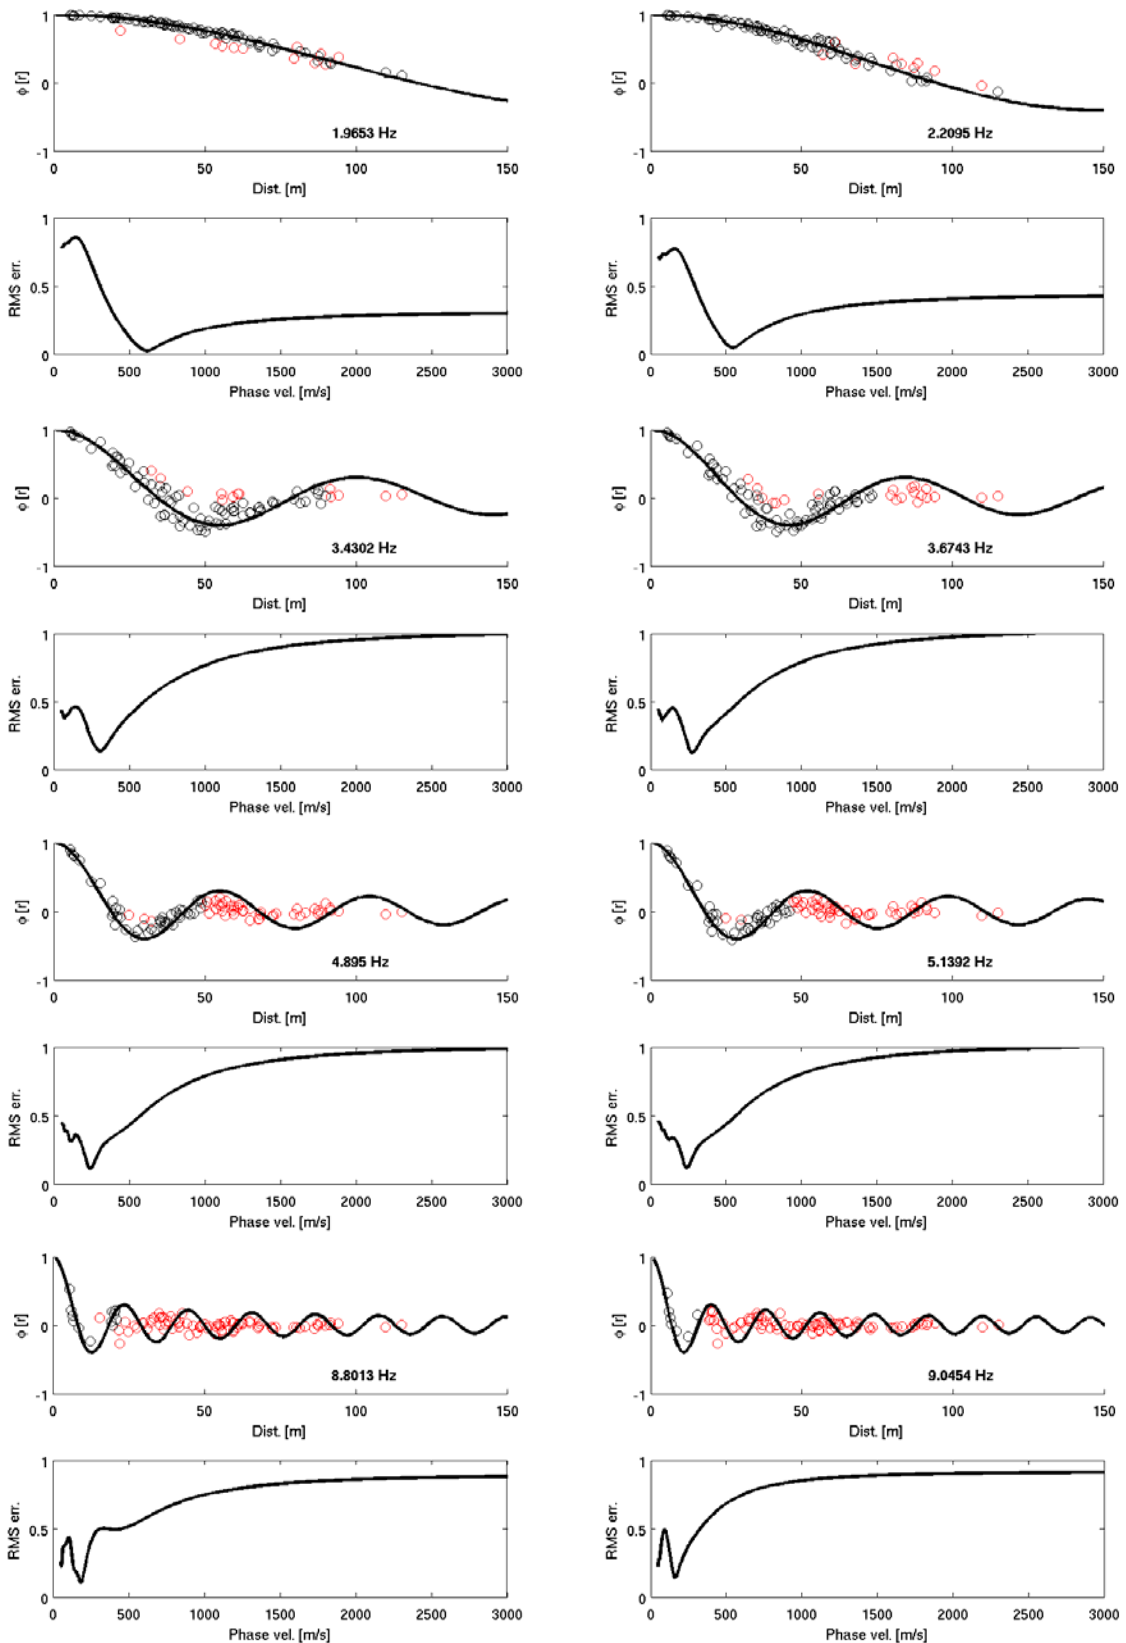 1
0
-1
φ [r]
1.9653 Hz
0 50 100 150
Dist. [m]
1
0
-1
φ [r]
2.2095 Hz
0 50 100 150
Dist. [m]
1
0.5
0
RMS err.
0 500 1000 1500 2000 2500 3000
Phase vel. [m/s]
1
0.5
0
RMS err.
0 500 1000 1500 2000 2500 3000
Phase vel. [m/s]
1
0
-1
φ [r]
3.4302 Hz
0 50 100 150
Dist. [m]
1
0
-1
φ [r]
3.6743 Hz
0 50 100 150
Dist. [m]
1
0.5
0
RMS err.
0 500 1000 1500 2000 2500 3000
Phase vel. [m/s]
1
0.5
0
RMS err.
0 500 1000 1500 2000 2500 3000
Phase vel. [m/s]
1
0
-1
φ [r]
4.895 Hz
0 50 100 150
Dist. [m]
1
0
-1
φ [r]
5.1392 Hz
0 50 100 150
Dist. [m]
1
0.5
0
RMS err.
0 500 1000 1500 2000 2500 3000
Phase vel. [m/s]
1
0.5
0
RMS err.
0 500 1000 1500 2000 2500 3000
Phase vel. [m/s]
1
0
-1
φ [r]
8.8013 Hz
0 50 100 150
Dist. [m]
1
0
-1
φ [r]
9.0454 Hz
0 50 100 150
Dist. [m]
1
0.5
0
RMS err.
0 500 1000 1500 2000 2500 3000
Phase vel. [m/s]
1
0.5
0
RMS err.
0 500 1000 1500 2000 2500 3000
Phase vel. [m/s]